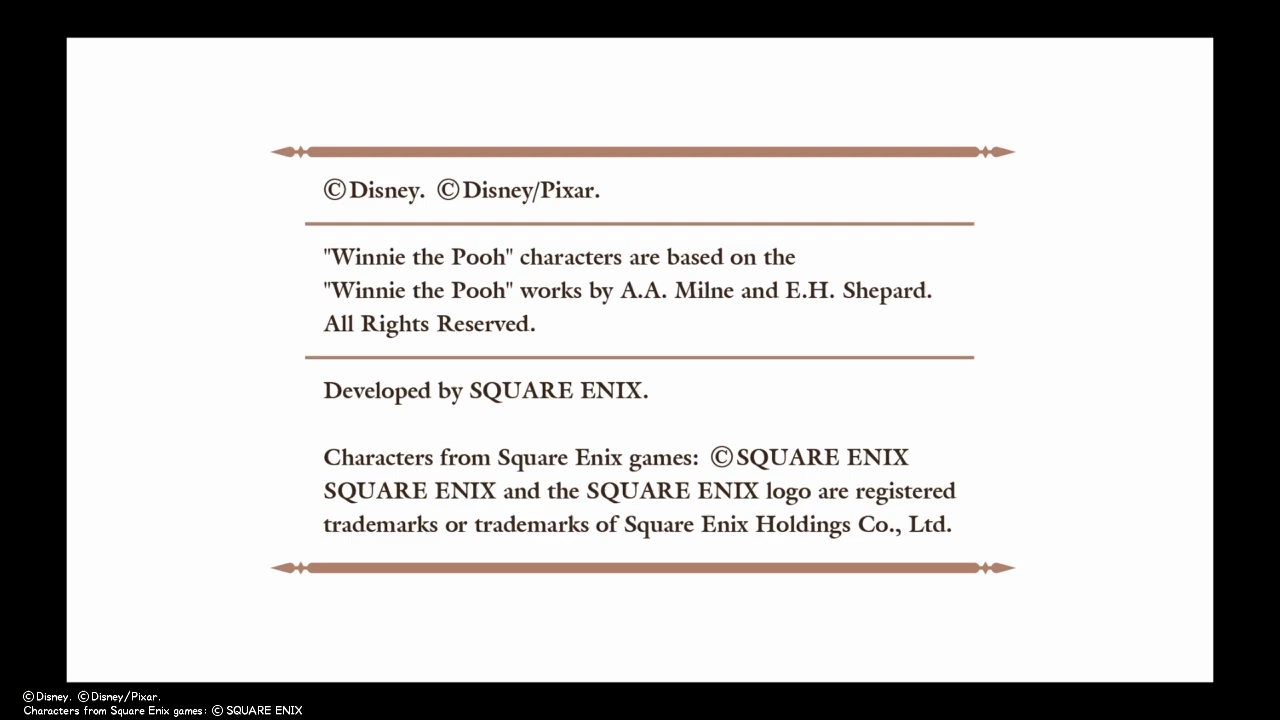 ©Disney. ©Disney/Pixar.
"Winnie the Pooh" characters are based on the
"Winnie the Pooh" works by A.A. Milne and E.H. Shepard.
All Rights Reserved.
Developed by SQUARE ENIX.
Characters from Square Enix games: ©SQUARE ENIX
SQUARE ENIX and the SQUARE ENIX logo are registered
trademarks or trademarks of Square Enix Holdings Co., Ltd.
©Disney. ©Disney/Pixar.
Characters from Square Enix games: © SQUARE ENIX